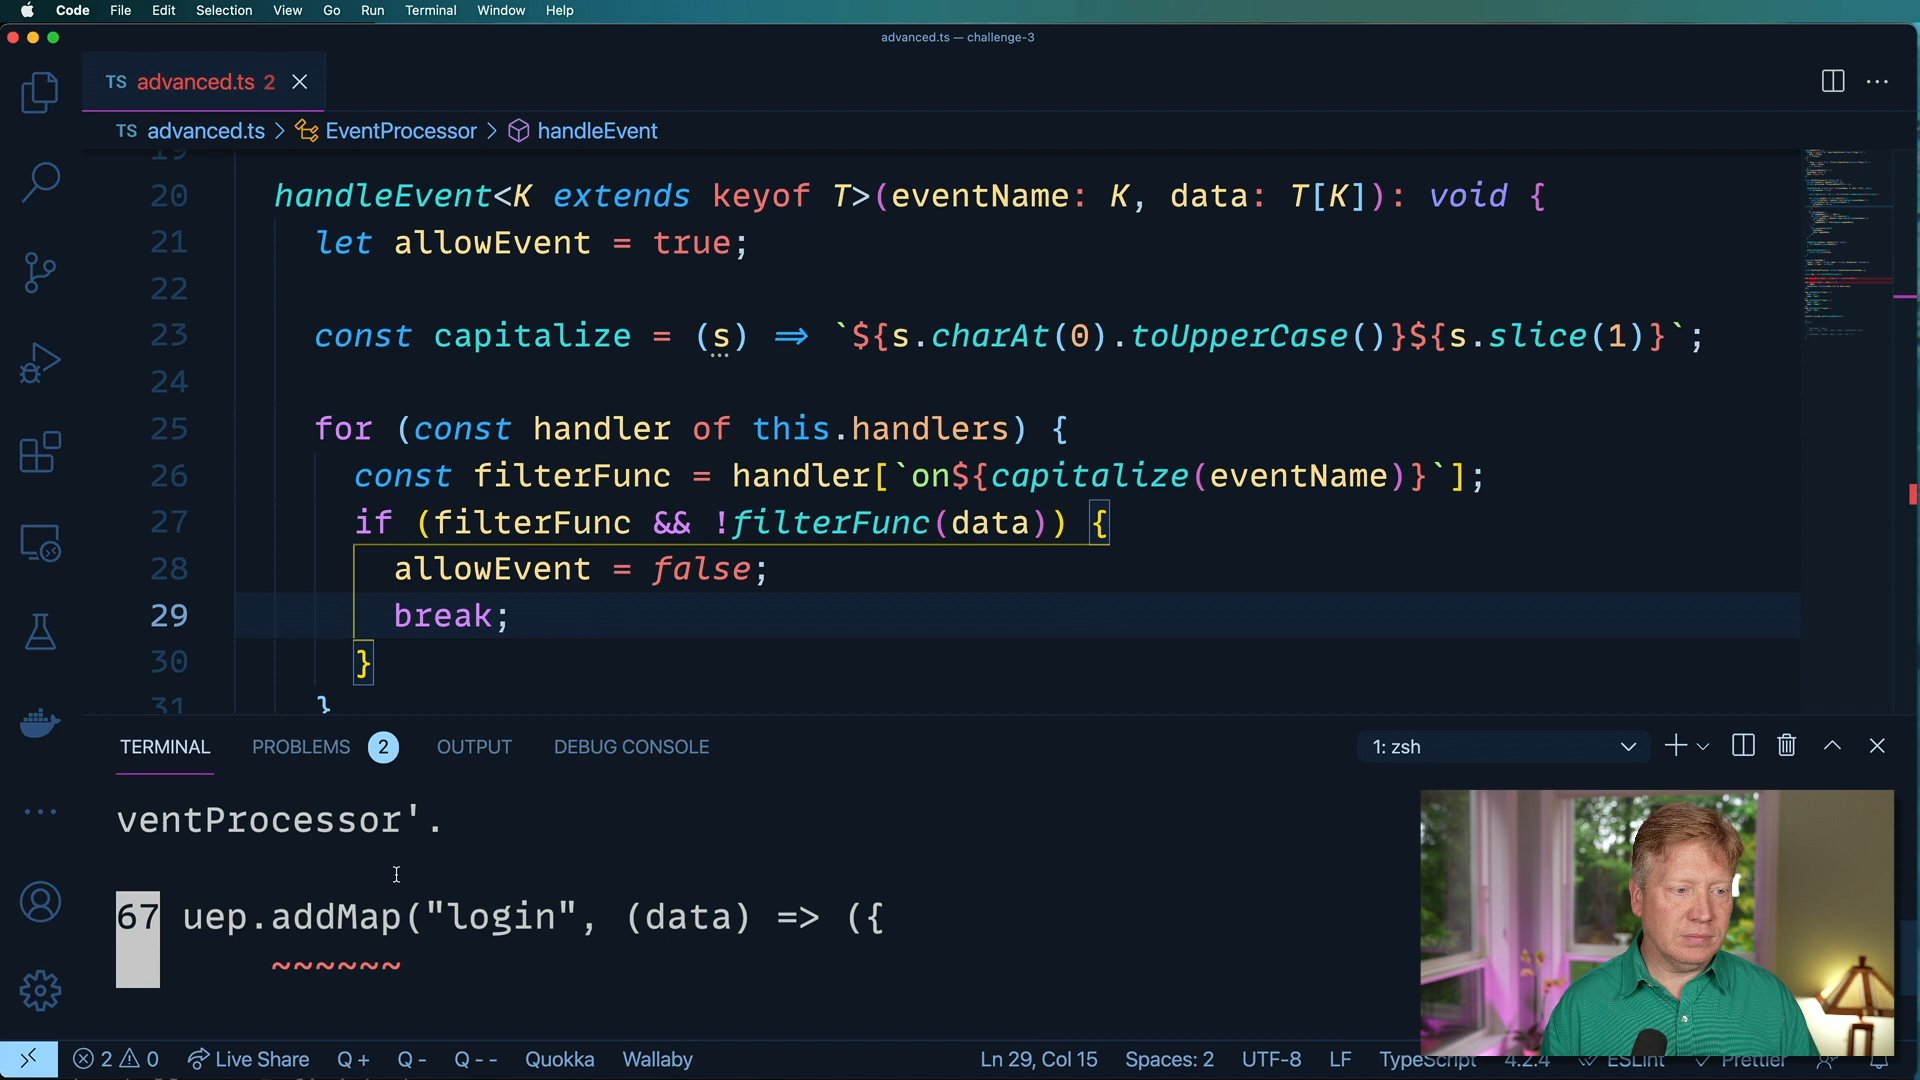 Code File Edit Selection View Go Run Terminal Window Help
advanced.ts — challenge-3
TS advanced.ts 2
TS advanced.ts > EventProcessor > handleEvent
19
20 handleEvent<K extends keyof T>(eventName: K, data: T[K]): void {
21 let allowEvent = true;
22
23 const capitalize = (s) => `${s.charAt(0).toUpperCase()}${s.slice(1)}`;
24
25 for (const handler of this.handlers) {
26 const filterFunc = handler[`on${capitalize(eventName)}`];
27 if (filterFunc && !filterFunc(data)) {
28 allowEvent = false;
29 break;
30 }
31 }
TERMINAL PROBLEMS 2 OUTPUT DEBUG CONSOLE 1: zsh
ventProcessor'.
67 uep.addMap("login", (data) => ({
~~~~~~
2 0 Live Share Q + Q - Q - - Quokka Wallaby Ln 29, Col 15 Spaces: 2 UTF-8 LF TypeScript 4.2.4 ESLint Prettier